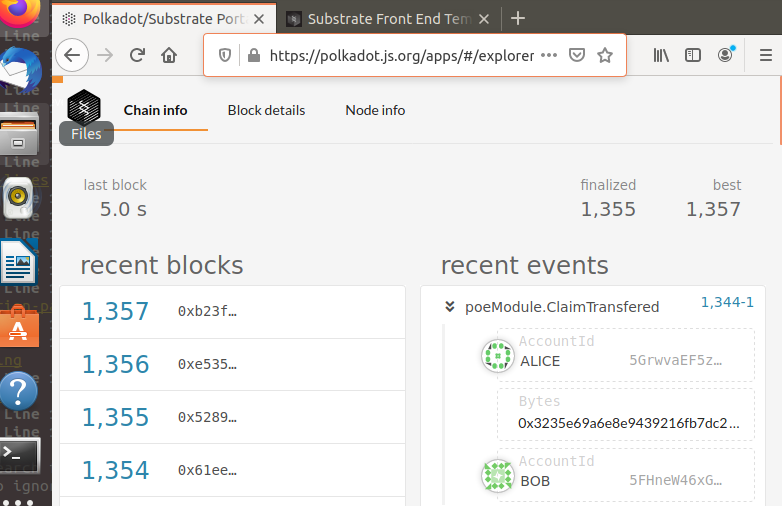 Polkadot/Substrate Port
Substrate Front End Tem
https://polkadot.js.org/apps/#/explorer
Chain info
Block details
Node info
Files
last block
5.0 s
finalized
1,355
best
1,357
recent blocks
1,357 0xb23f…
1,356 0xe535…
1,355 0x5289…
1,354 0x61ee…
recent events
poeModule.ClaimTransfered 1,344-1
AccountId
ALICE 5GrwvaEF5z…
Bytes
0x3235e69a6e8e9439216fb7dc2…
AccountId
BOB 5FHneW46xG…